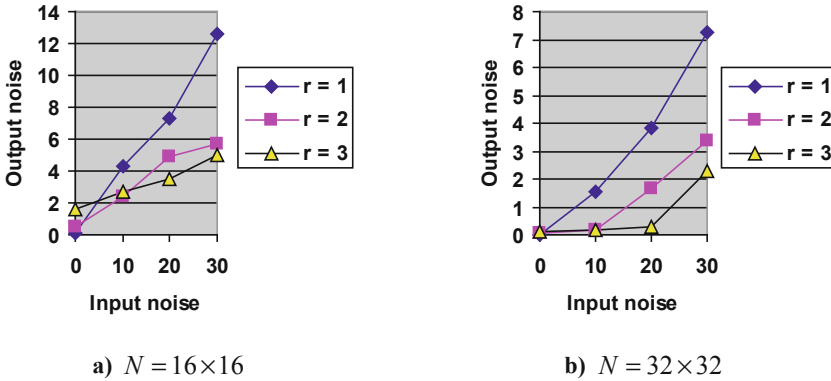 14
12
10
8
6
4
2
0
Output noise
0 10 20 30
Input noise
r = 1
r = 2
r = 3
a) N = 16×16
8
7
6
5
4
3
2
1
0
Output noise
0 10 20 30
Input noise
r = 1
r = 2
r = 3
b) N = 32×32